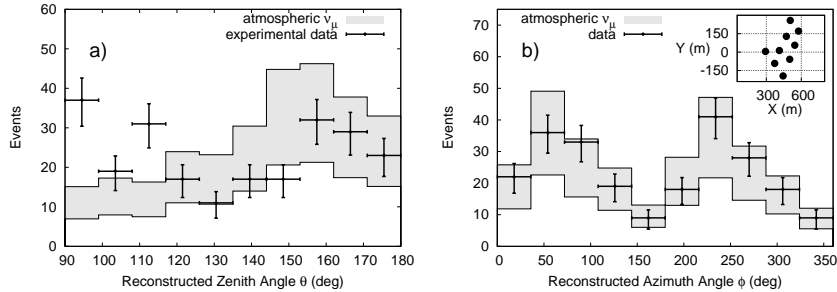 a)
atmospheric νμ
experimental data
Events
60
50
40
30
20
10
0
90 100 110 120 130 140 150 160 170 180
Reconstructed Zenith Angle θ (deg)
b)
atmospheric νμ
data
Events
70
60
50
40
30
20
10
0
0 50 100 150 200 250 300 350
Reconstructed Azimuth Angle ϕ (deg)
Y (m)
150
0
-150
300 600
X (m)